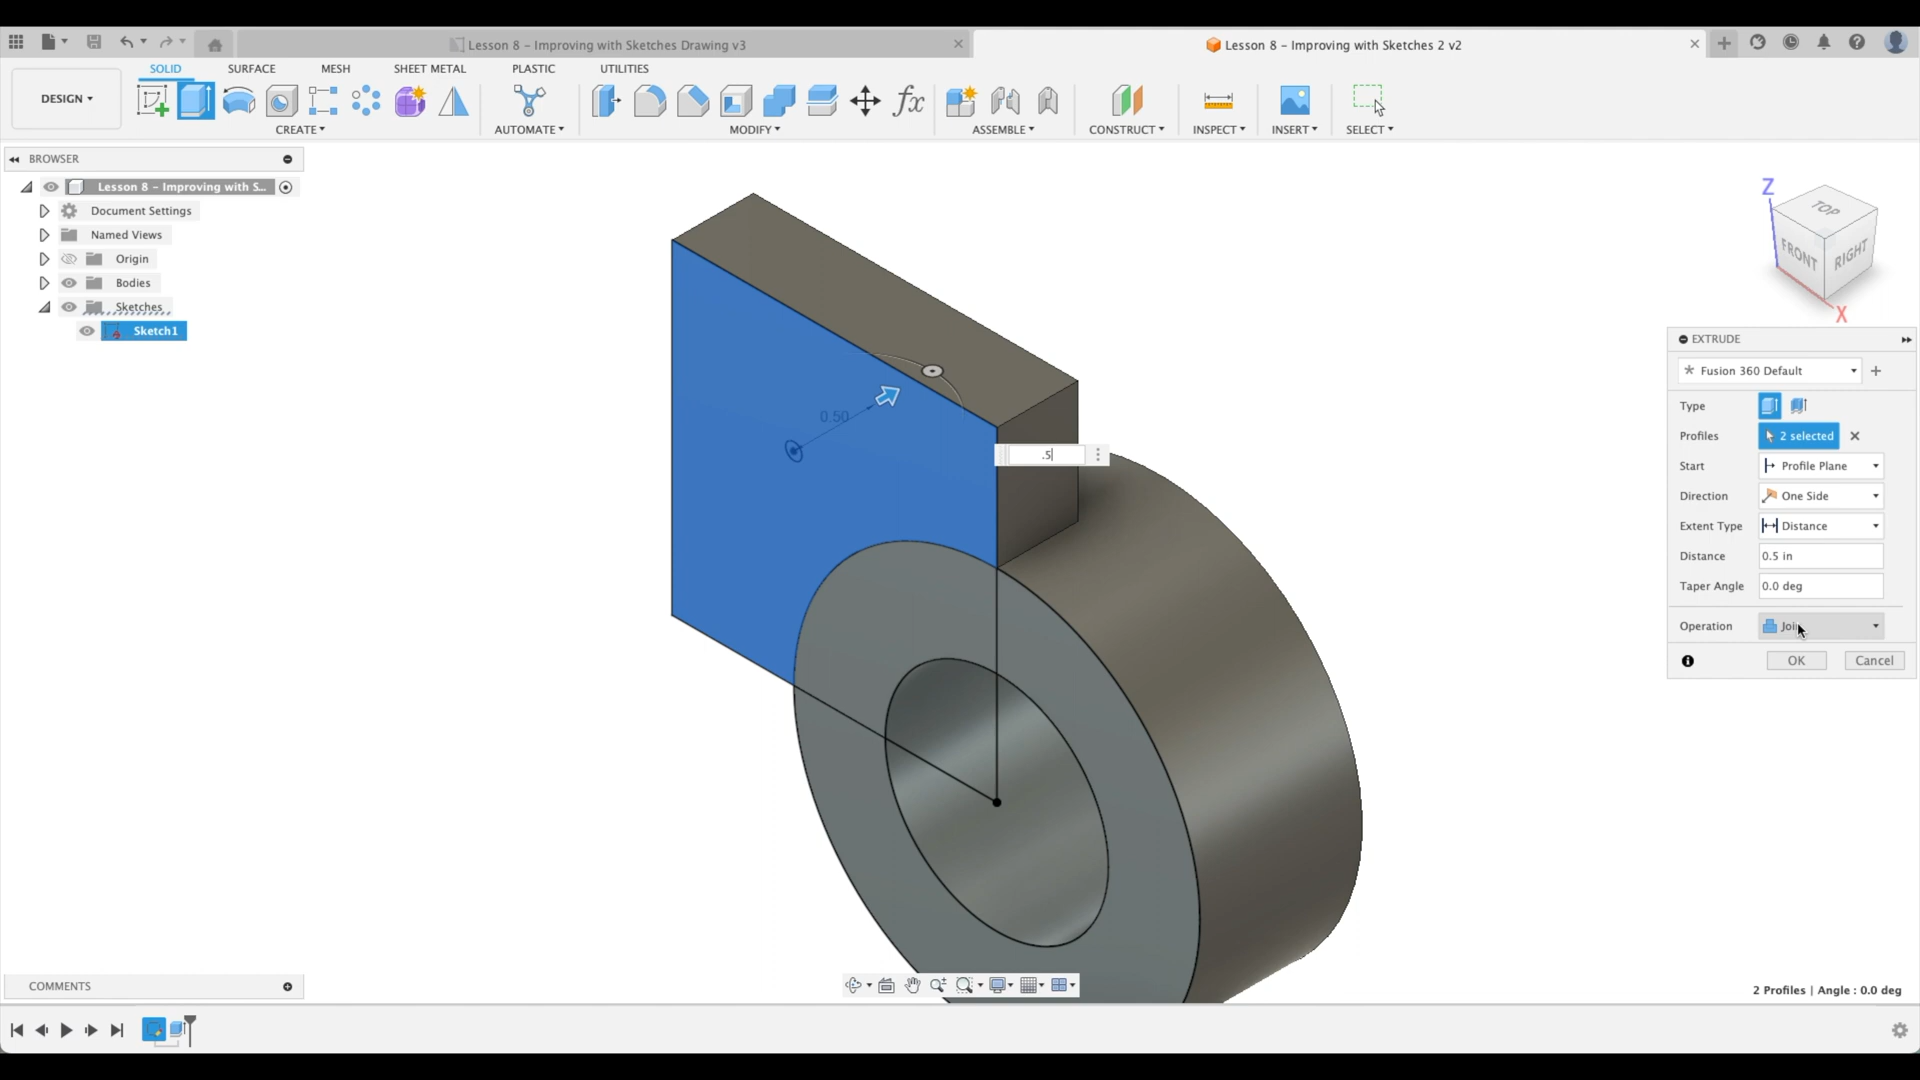 Lesson 8 – Improving with Sketches Drawing v3
Lesson 8 – Improving with Sketches 2 v2
DESIGN
SOLID
SURFACE
MESH
SHEET METAL
PLASTIC
UTILITIES
CREATE
AUTOMATE
MODIFY
fx
ASSEMBLE
CONSTRUCT
INSPECT
INSERT
SELECT
BROWSER
Lesson 8 – Improving with S...
Document Settings
Named Views
Origin
Bodies
Sketches
Sketch1
0.50
.5
Z
TOP
FRONT
RIGHT
X
EXTRUDE
* Fusion 360 Default
Type
Profiles 2 selected
Start Profile Plane
Direction One Side
Extent Type Distance
Distance 0.5 in
Taper Angle 0.0 deg
Operation Join
OK Cancel
COMMENTS
2 Profiles | Angle : 0.0 deg